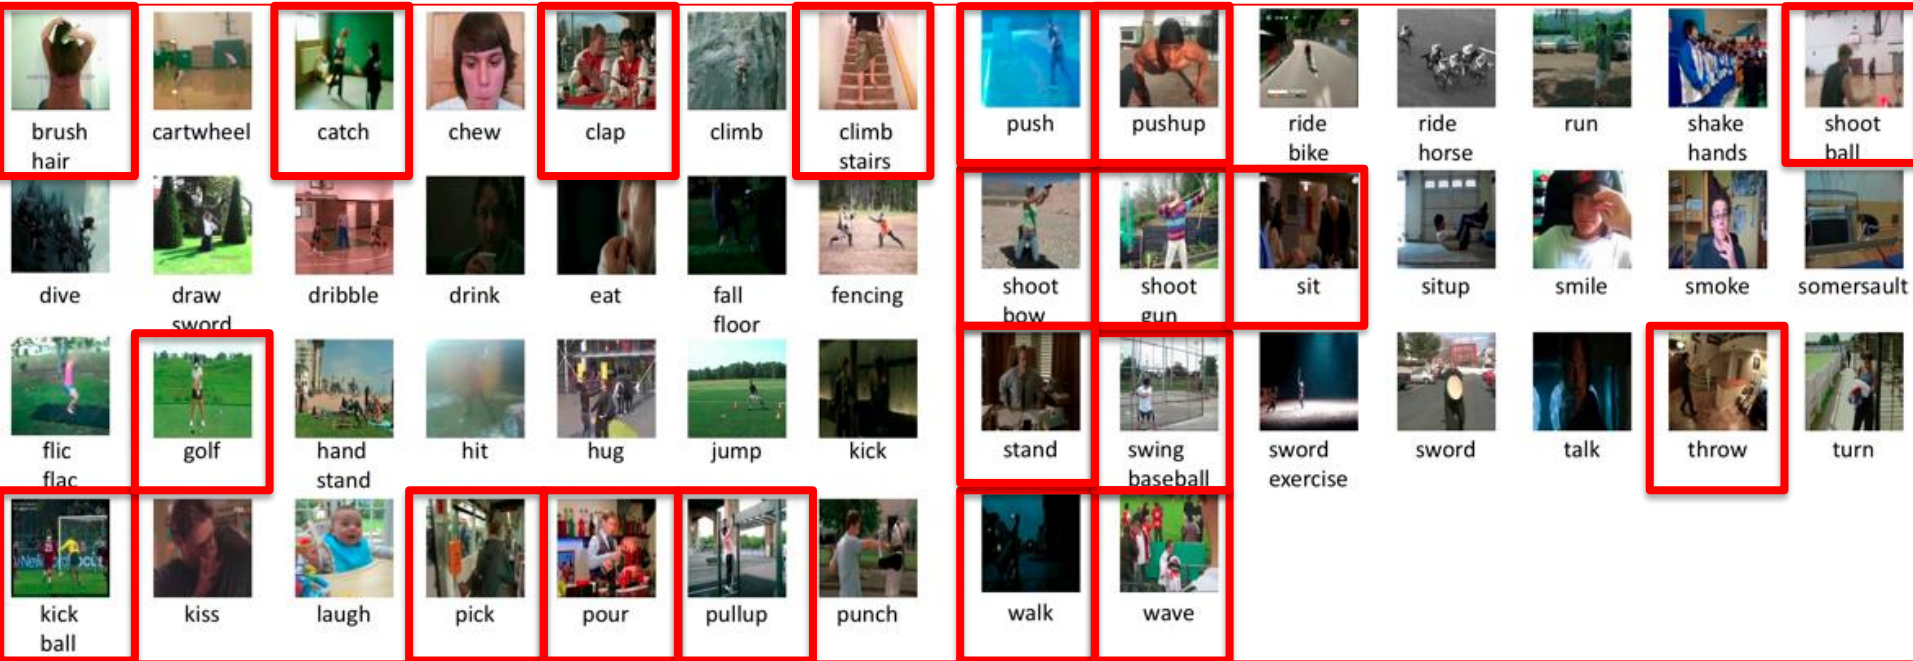 brush
hair
cartwheel
catch
chew
clap
climb
climb
stairs
push
pushup
ride
bike
ride
horse
run
shake
hands
shoot
ball
dive
draw
sword
dribble
drink
eat
fall
floor
fencing
shoot
bow
shoot
gun
sit
situp
smile
smoke
somersault
flic
flac
golf
hand
stand
hit
hug
jump
kick
stand
swing
baseball
sword
exercise
sword
talk
throw
turn
kick
ball
kiss
laugh
pick
pour
pullup
punch
walk
wave